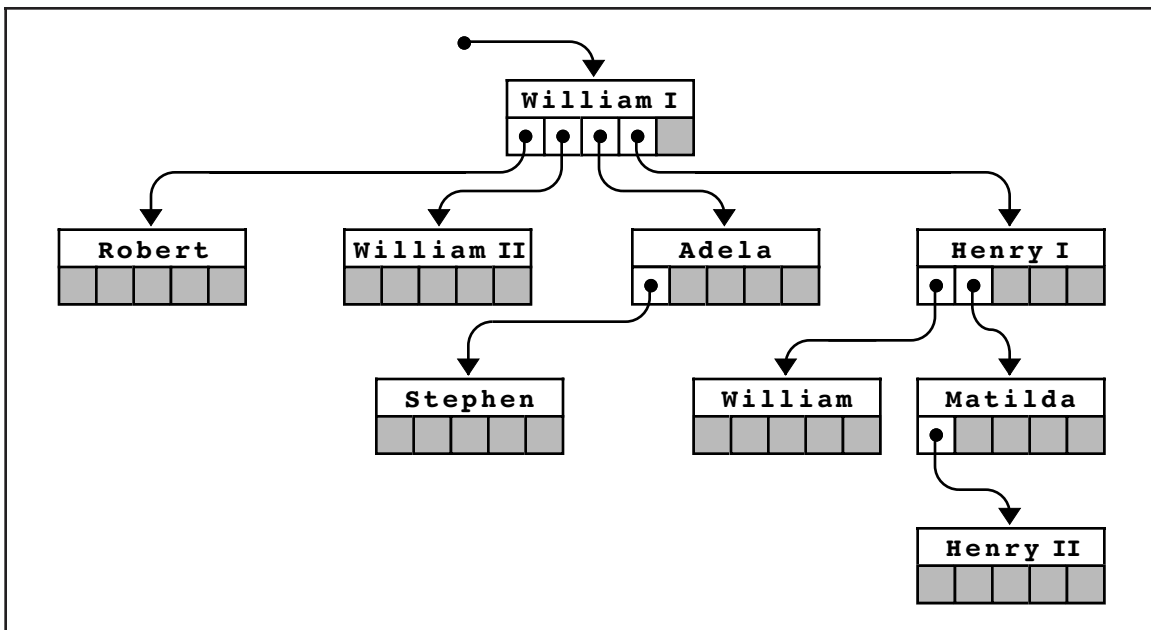 William I
Robert
William II
Adela
Henry I
Stephen
William
Matilda
Henry II